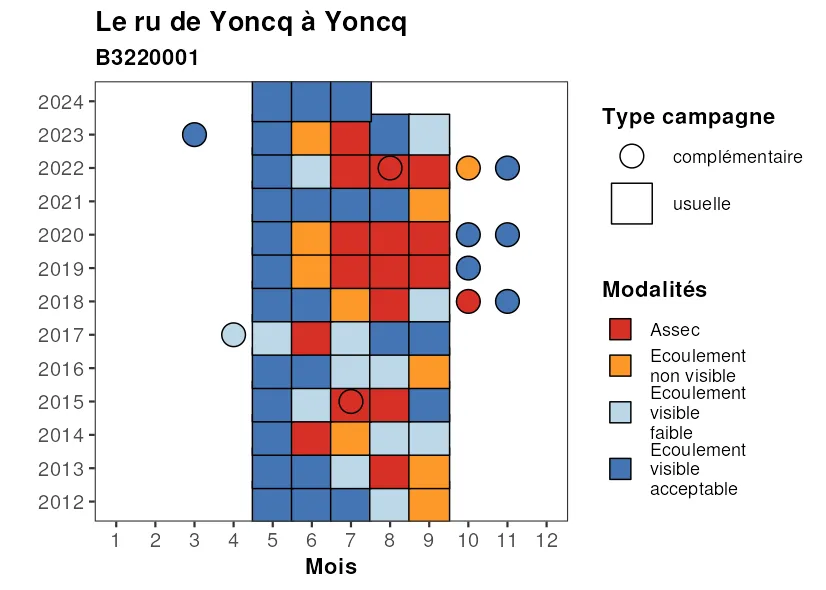 Le ru de Yoncq à Yoncq
B3220001
2024
2023
2022
2021
2020
2019
2018
2017
2016
2015
2014
2013
2012
1 2 3 4 5 6 7 8 9 10 11 12
Mois
Type campagne
complémentaire
usuelle
Modalités
Assec
Ecoulement
non visible
Ecoulement
visible
faible
Ecoulement
visible
acceptable